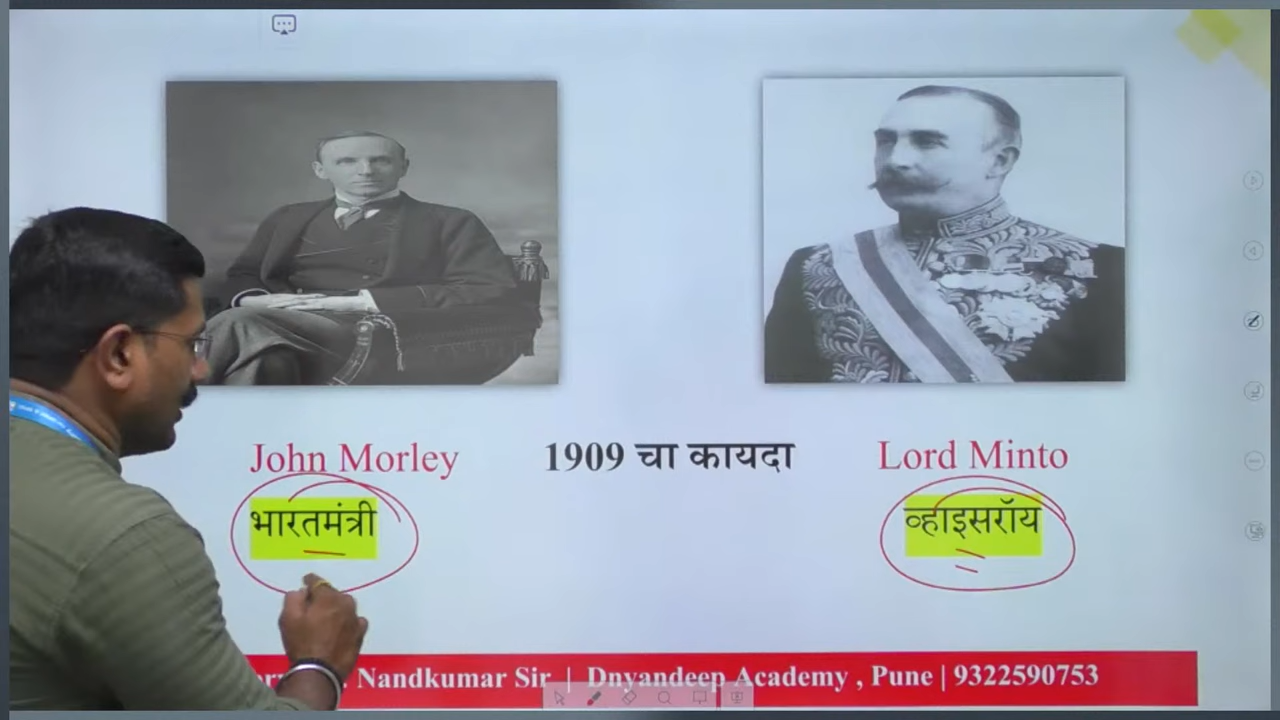 John Morley
1909 चा कायदा
Lord Minto
भारतमंत्री
व्हाइसरॉय
Nandkumar Sir | Dnyandeep Academy , Pune | 9322590753